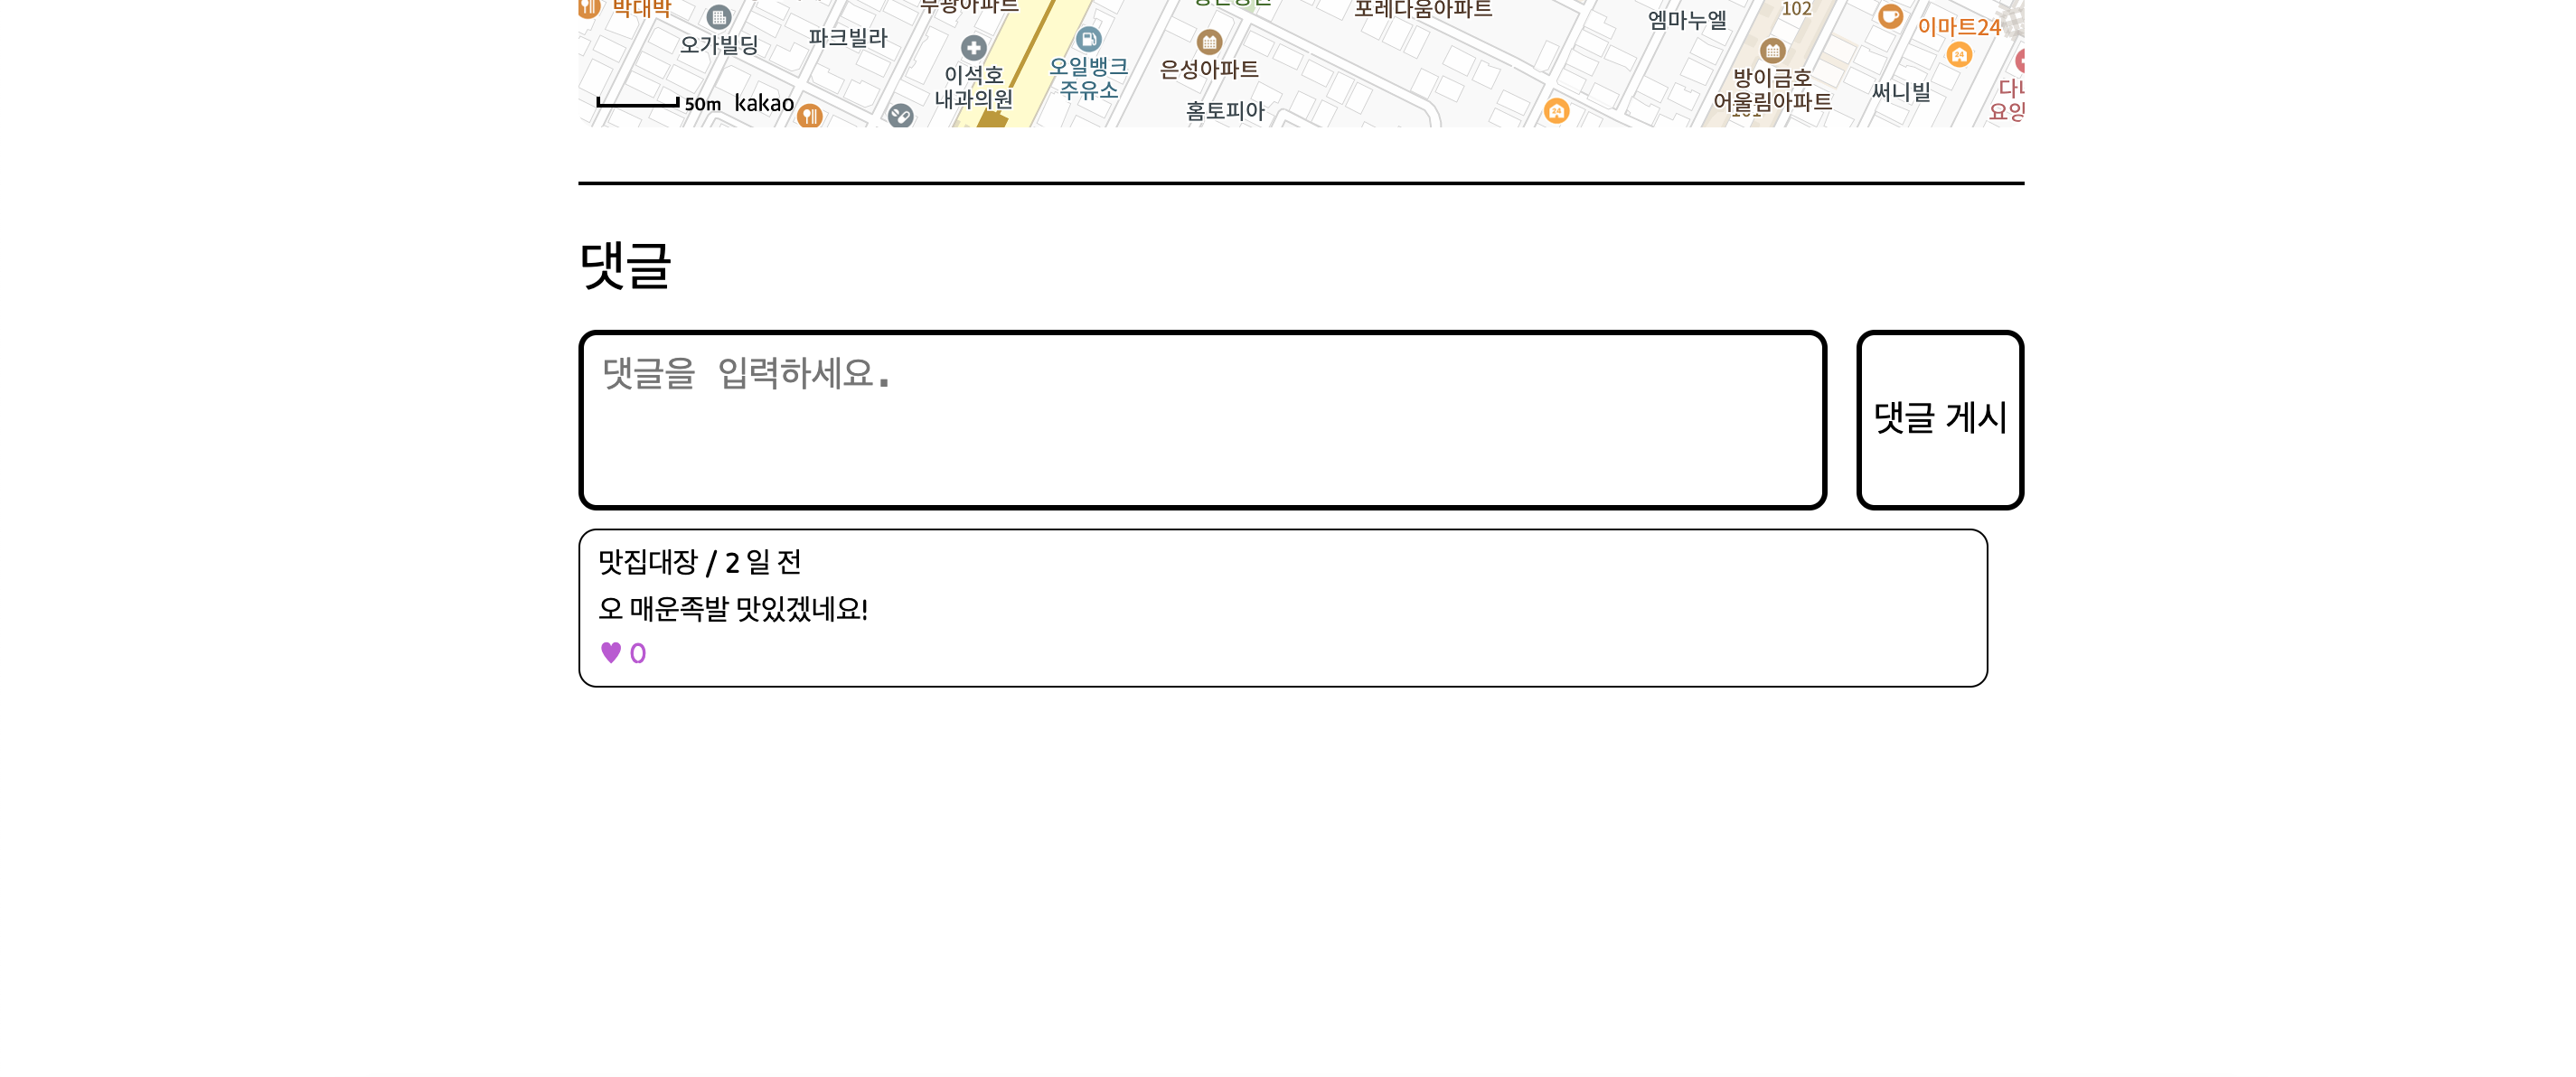 박대박
포레다움아파트
102
오가빌딩
파크빌라
엠마누엘
이마트24
이석호
내과의원
오일뱅크
주유소
은성아파트
방이금호
어울림아파트
써니빌
50m kakao
홈토피아
댓글
댓글을 입력하세요.
댓글 게시
맛집대장 / 2 일 전
오 매운족발 맛있겠네요!
♥ 0